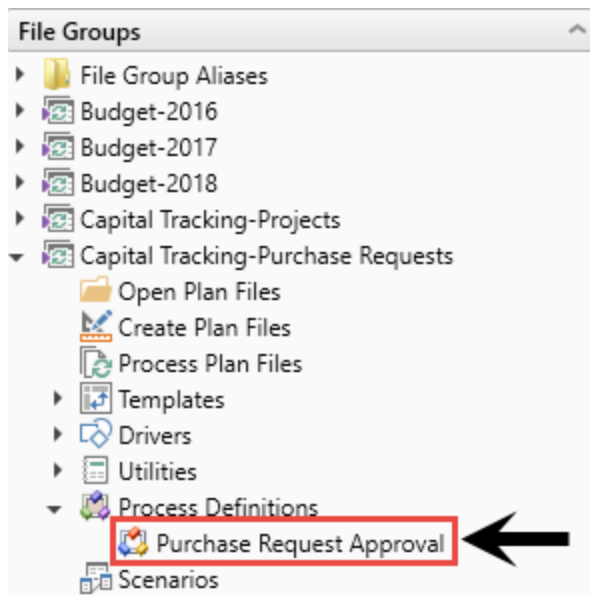 File Groups
File Group Aliases
Budget-2016
Budget-2017
Budget-2018
Capital Tracking-Projects
Capital Tracking-Purchase Requests
Open Plan Files
Create Plan Files
Process Plan Files
Templates
Drivers
Utilities
Process Definitions
Purchase Request Approval
Scenarios